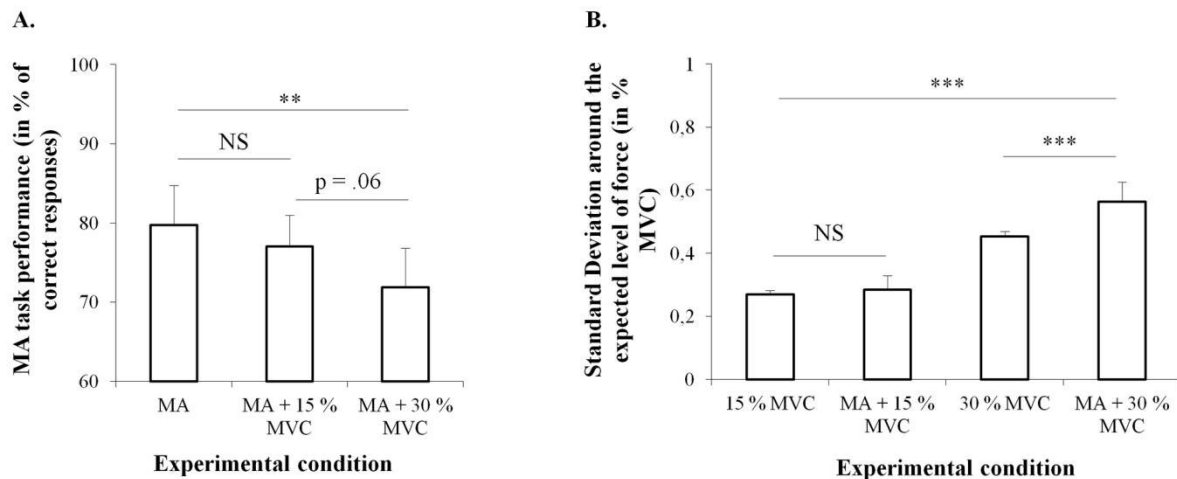 A.
MA task performance (in % of
correct responses)
100
90
80
70
60
**
NS
p = .06
MA
MA + 15 %
MVC
MA + 30 %
MVC
Experimental condition
B.
Standard Deviation around the
expected level of force (in %
MVC)
1
0,8
0,6
0,4
0,2
0
***
***
NS
15 % MVC
MA + 15 %
MVC
30 % MVC
MA + 30 %
MVC
Experimental condition